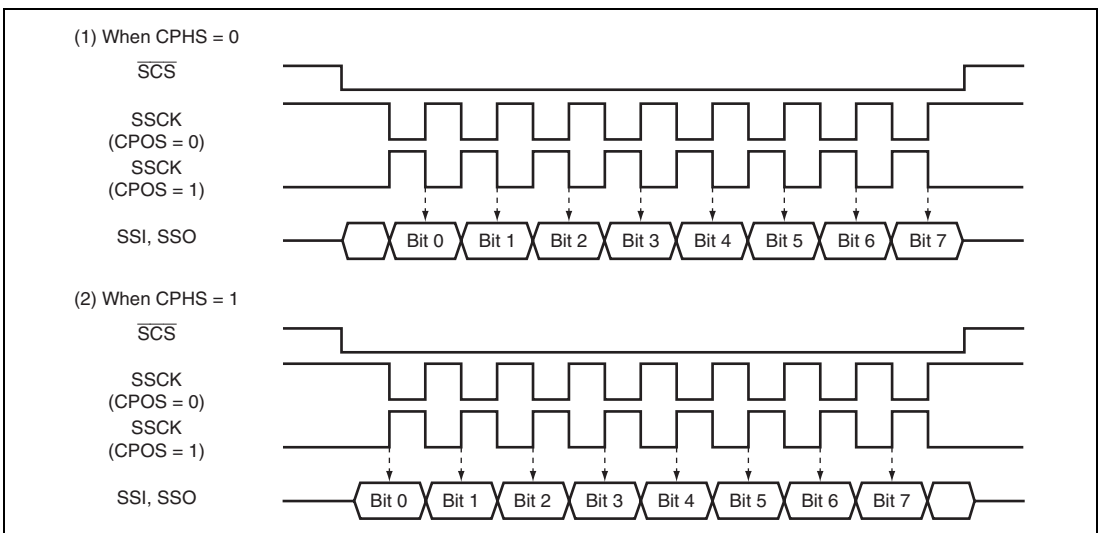 (1) When CPHS = 0
SCS
SSCK
(CPOS = 0)
SSCK
(CPOS = 1)
SSI, SSO
Bit 0 Bit 1 Bit 2 Bit 3 Bit 4 Bit 5 Bit 6 Bit 7
(2) When CPHS = 1
SCS
SSCK
(CPOS = 0)
SSCK
(CPOS = 1)
SSI, SSO
Bit 0 Bit 1 Bit 2 Bit 3 Bit 4 Bit 5 Bit 6 Bit 7